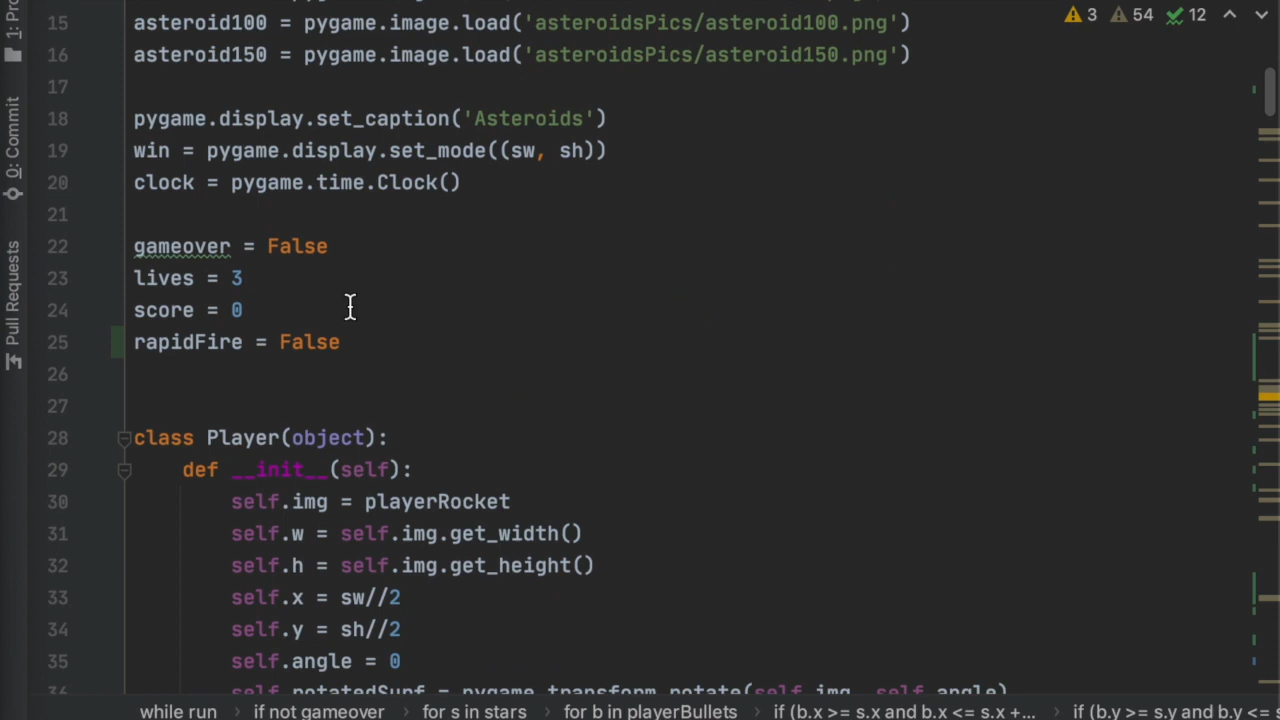 15 asteroid100 = pygame.image.load('asteroidsPics/asteroid100.png')
16 asteroid150 = pygame.image.load('asteroidsPics/asteroid150.png')
17
18 pygame.display.set_caption('Asteroids')
19 win = pygame.display.set_mode((sw, sh))
20 clock = pygame.time.Clock()
21
22 gameover = False
23 lives = 3
24 score = 0
25 rapidFire = False
26
27
28 class Player(object):
29 def __init__(self):
30 self.img = playerRocket
31 self.w = self.img.get_width()
32 self.h = self.img.get_height()
33 self.x = sw//2
34 self.y = sh//2
35 self.angle = 0
36 self.rotatedSurf = pygame.transform.rotate(self.img, self.angle)
while run > if not gameover > for s in stars > for b in playerBullets > if (b.x >= s.x and b.x <= s.x +... > if (b.y >= s.y and b.y <=
3 54 12
1: Pro
0: Commit
Pull Requests